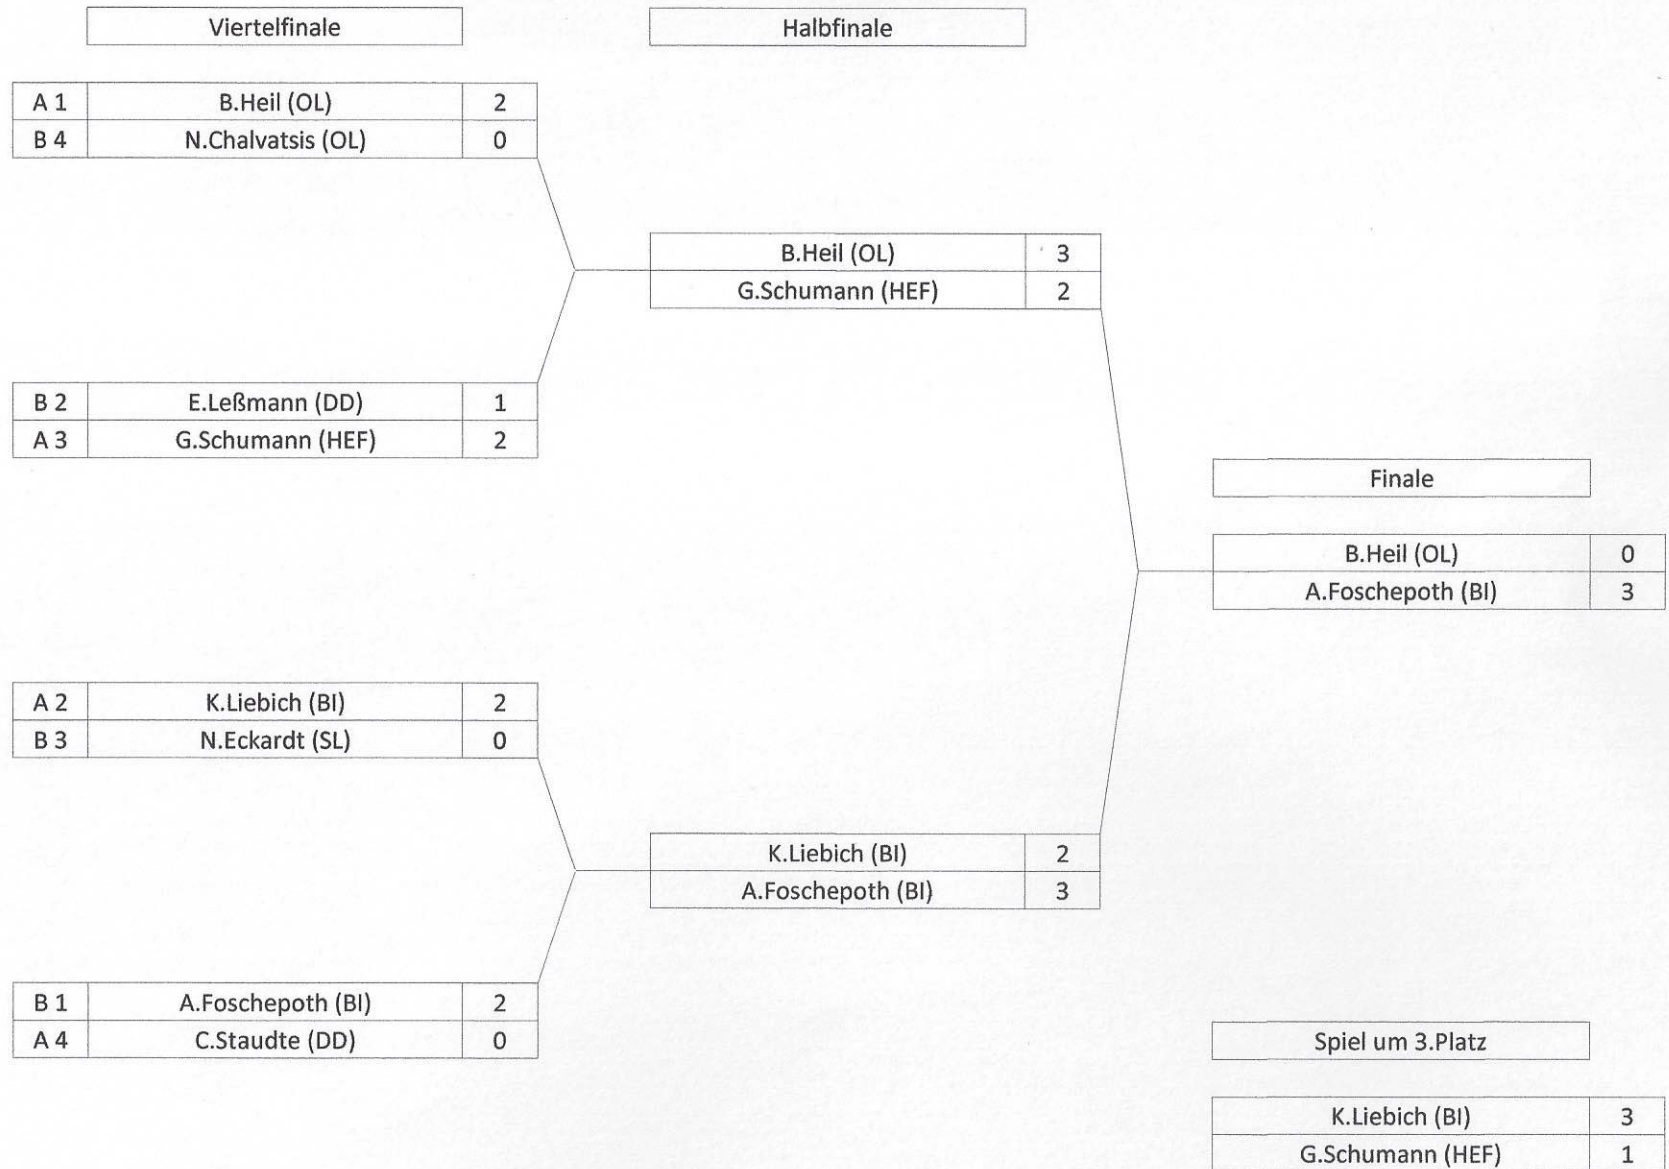 Viertelfinale Halbfinale
A 1 B.Heil (OL) 2
B 4 N.Chalvatsis (OL) 0
B.Heil (OL) 3
G.Schumann (HEF) 2
B 2 E.Leßmann (DD) 1
A 3 G.Schumann (HEF) 2
Finale
B.Heil (OL) 0
A.Foschepoth (BI) 3
A 2 K.Liebich (BI) 2
B 3 N.Eckardt (SL) 0
K.Liebich (BI) 2
A.Foschepoth (BI) 3
B 1 A.Foschepoth (BI) 2
A 4 C.Staudte (DD) 0
Spiel um 3.Platz
K.Liebich (BI) 3
G.Schumann (HEF) 1